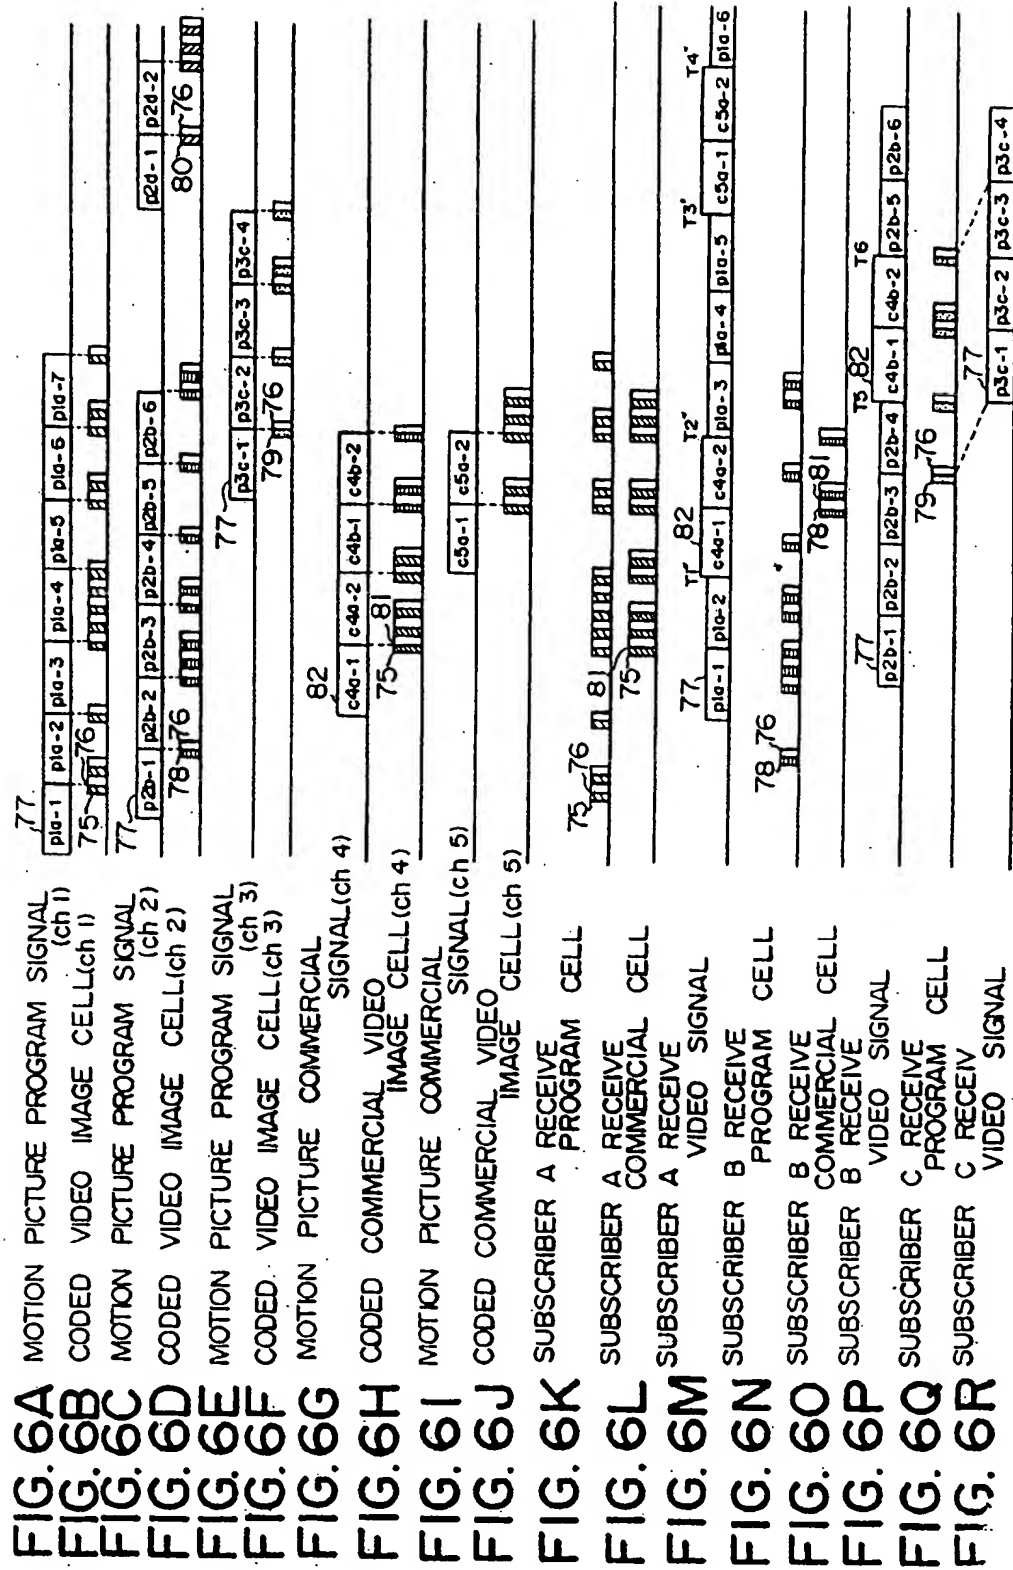 FIG. 6A MOTION PICTURE PROGRAM SIGNAL (ch 1)
77 p1a-1 p1a-2 p1a-3 p1a-4 p1a-5 p1a-6 p1a-7
FIG. 6B CODED VIDEO IMAGE CELL (ch 1)
75 76
FIG. 6C MOTION PICTURE PROGRAM SIGNAL (ch 2)
77 p2b-1 p2b-2 p2b-3 p2b-4 p2b-5 p2b-6 p2d-1 p2d-2
FIG. 6D CODED VIDEO IMAGE CELL (ch 2)
78 76 80 76
FIG. 6E MOTION PICTURE PROGRAM SIGNAL (ch 3)
77 p3c-1 p3c-2 p3c-3 p3c-4
FIG. 6F CODED VIDEO IMAGE CELL (ch 3)
79 76
FIG. 6G MOTION PICTURE COMMERCIAL SIGNAL (ch 4)
82 c4a-1 c4a-2 c4b-1 c4b-2
FIG. 6H CODED COMMERCIAL VIDEO IMAGE CELL (ch 4)
75 81
FIG. 6I MOTION PICTURE COMMERCIAL SIGNAL (ch 5)
c5a-1 c5a-2
FIG. 6J CODED COMMERCIAL VIDEO IMAGE CELL (ch 5)
FIG. 6K SUBSCRIBER A RECEIVE PROGRAM CELL
75 76
FIG. 6L SUBSCRIBER A RECEIVE COMMERCIAL CELL
81 75
FIG. 6M SUBSCRIBER A RECEIVE VIDEO SIGNAL
77 p1a-1 p1a-2 T1" 82 c4a-1 c4a-2 T2" p1a-3 p1a-4 p1a-5 T3" c5a-1 c5a-2 T4" p1a-6
FIG. 6N SUBSCRIBER B RECEIVE PROGRAM CELL
78 76
FIG. 6O SUBSCRIBER B RECEIVE COMMERCIAL CELL
78 81
FIG. 6P SUBSCRIBER B RECEIVE VIDEO SIGNAL
77 p2b-1 p2b-2 p2b-3 p2b-4 T5 82 c4b-1 c4b-2 T6 p2b-5 p2b-6
FIG. 6Q SUBSCRIBER C RECEIVE PROGRAM CELL
79 76
FIG. 6R SUBSCRIBER C RECEIV VIDEO SIGNAL
77 p3c-1 p3c-2 p3c-3 p3c-4